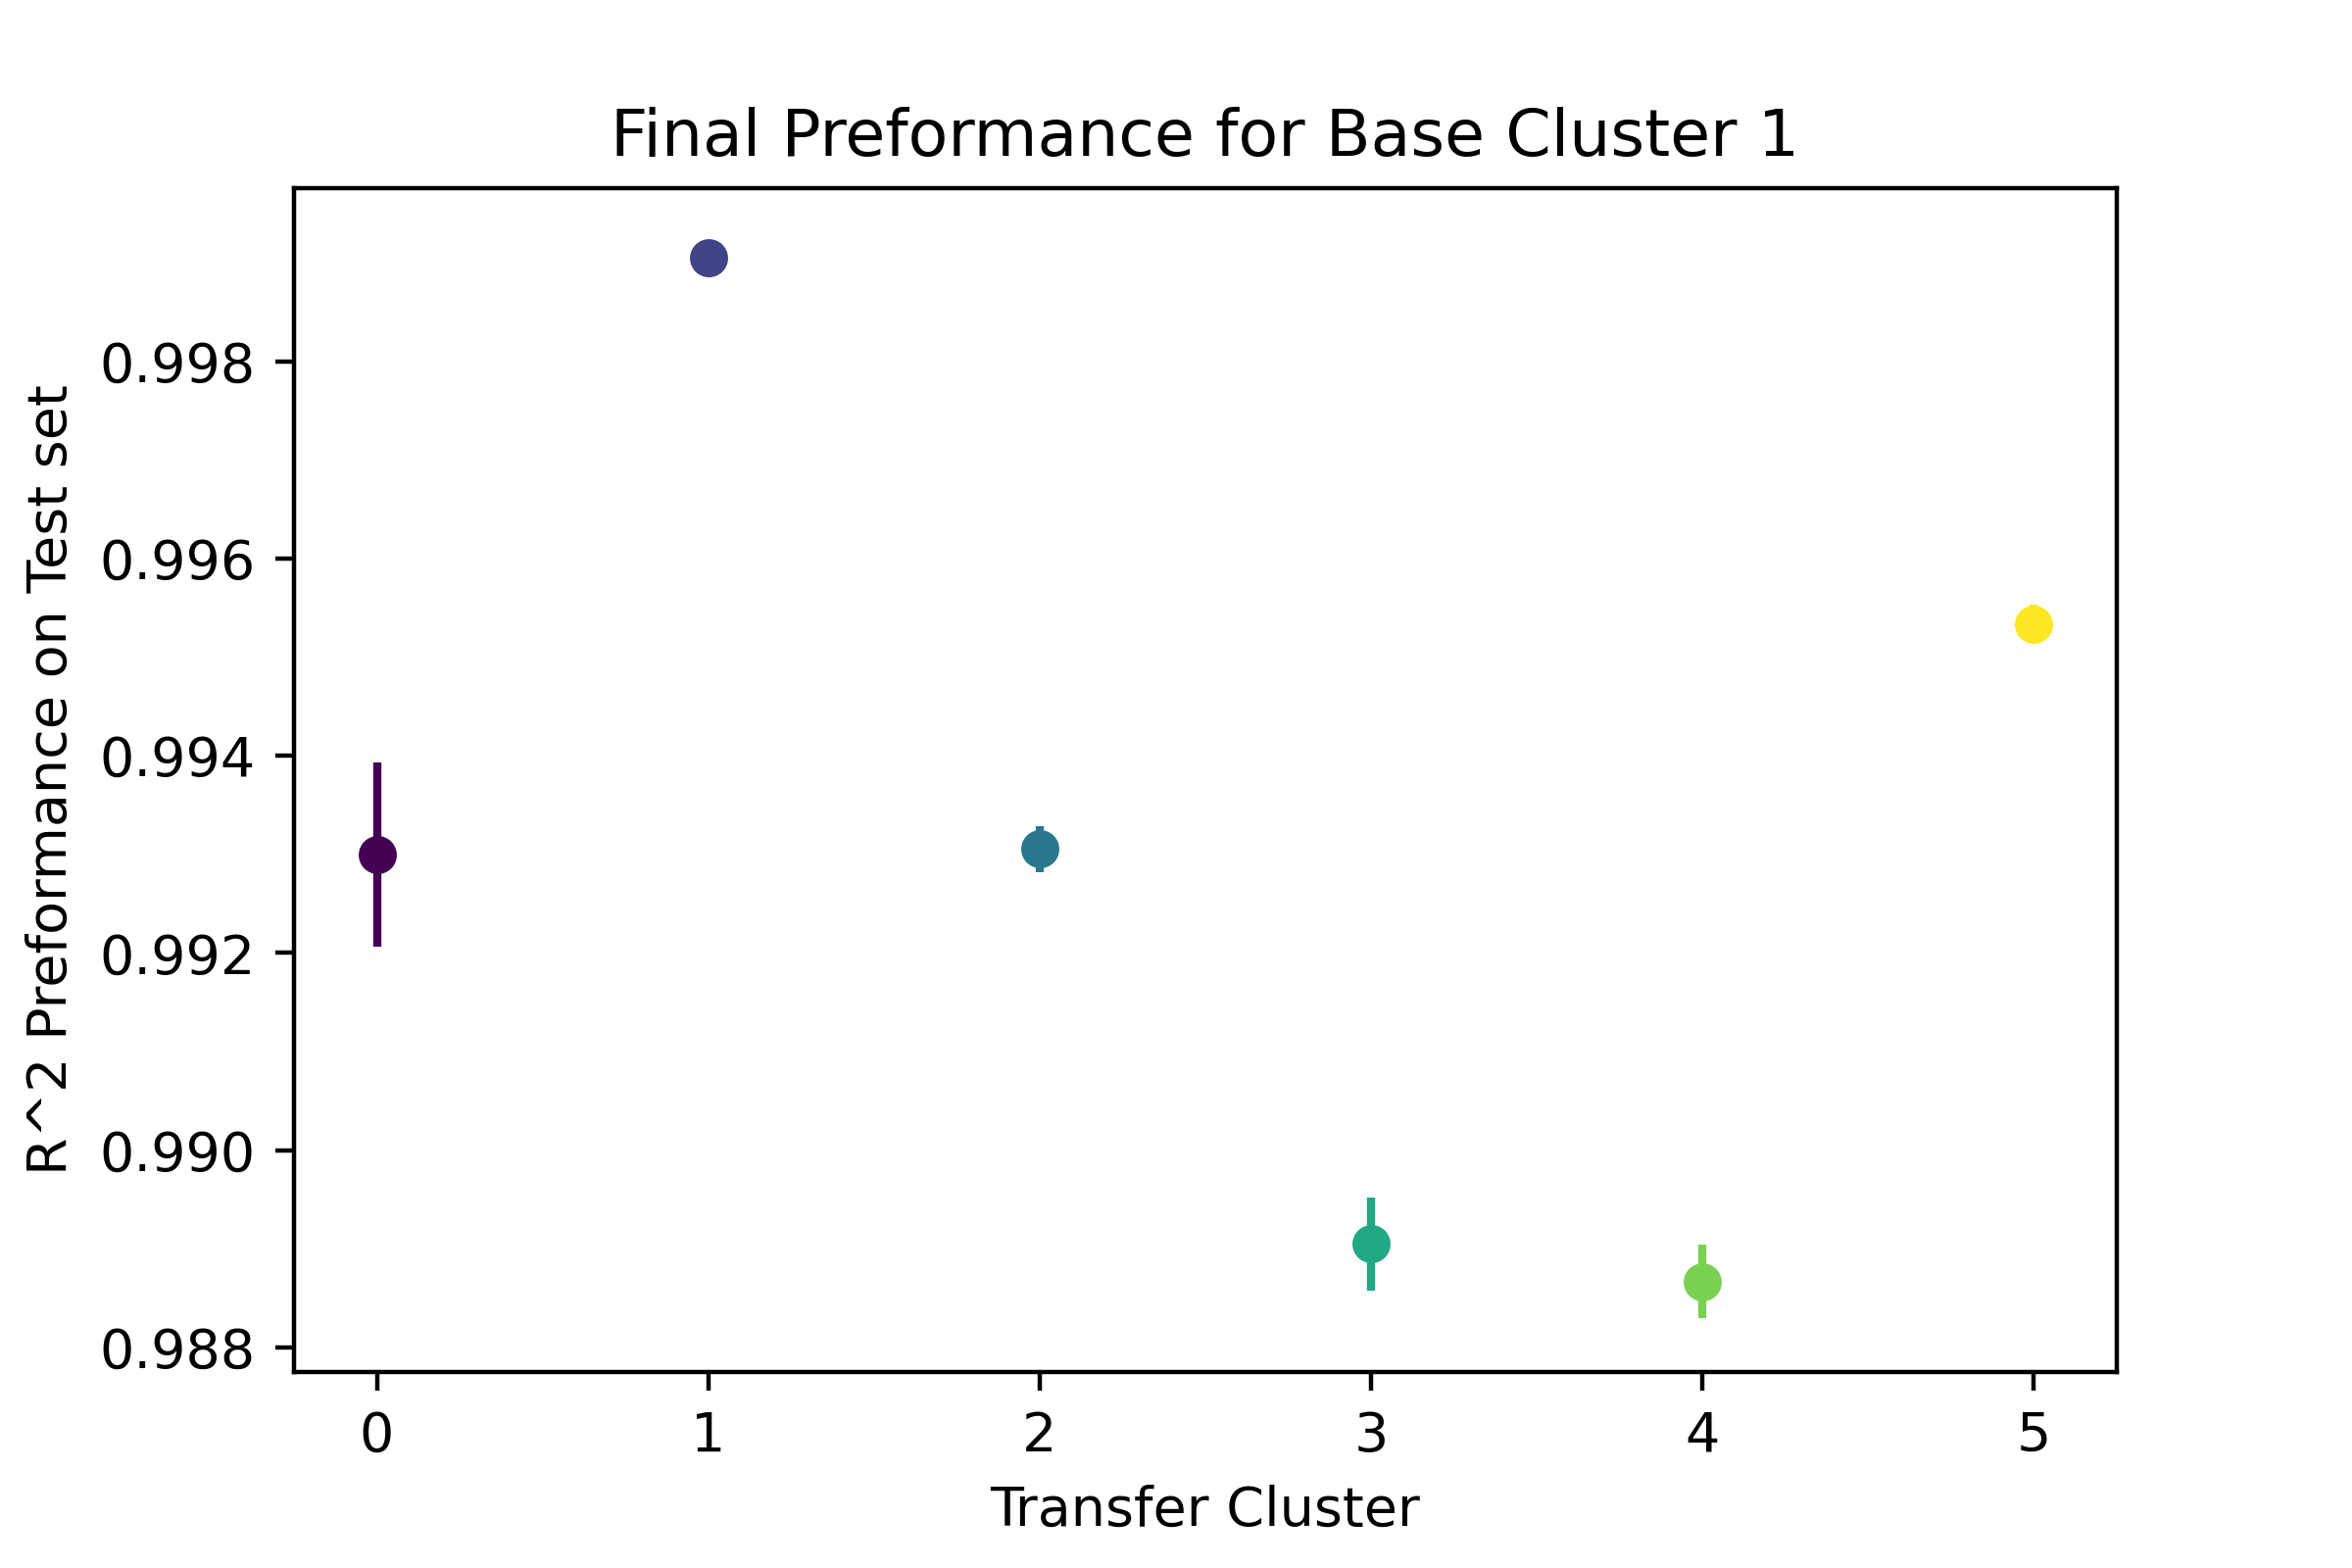 Final Preformance for Base Cluster 1
R^2 Preformance on Test set
0.998
0.996
0.994
0.992
0.990
0.988
0 1 2 3 4 5
Transfer Cluster